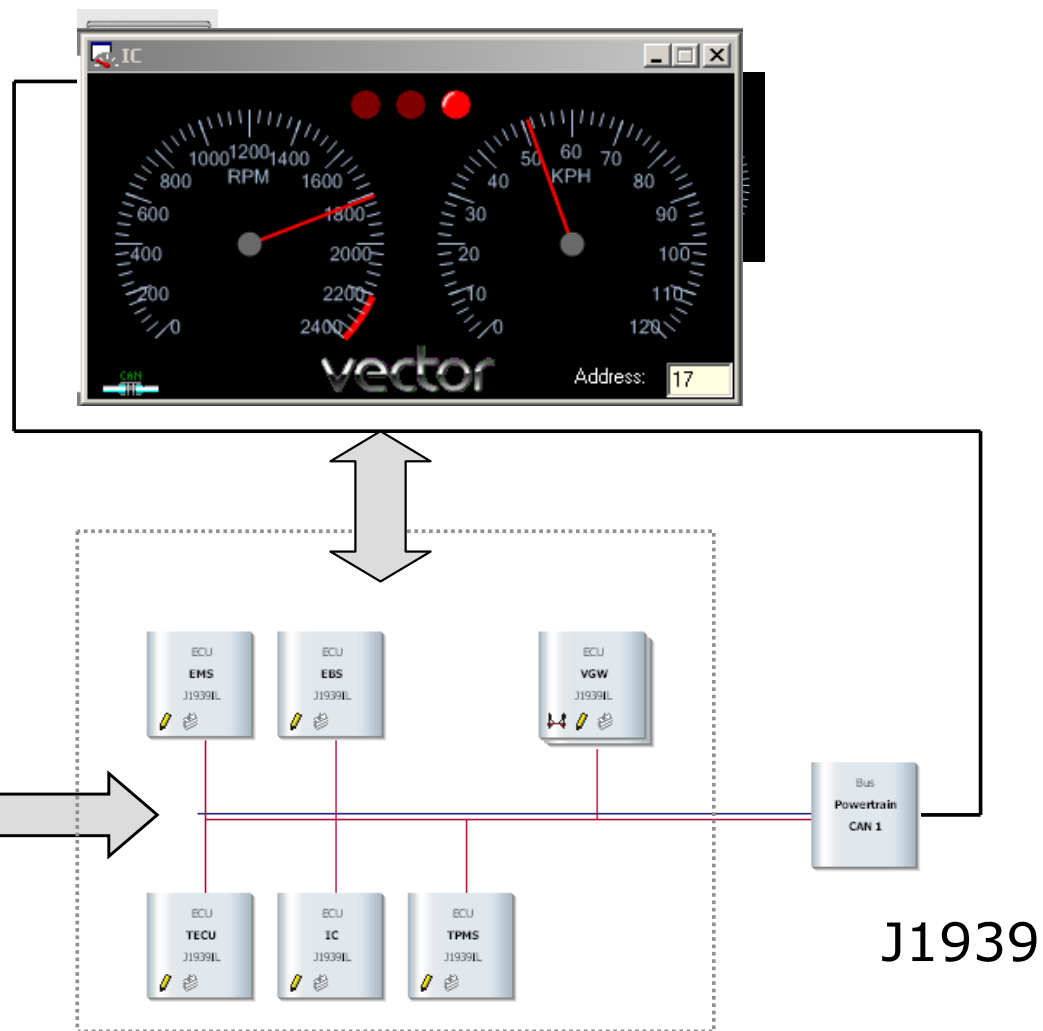 IC
0
200
400
600
800
1000
1200
1400
1600
1800
2000
2200
2400
RPM
0
10
20
30
40
50
60
70
80
90
100
110
120
KPH
CAN
vector
Address: 17
ECU
EMS
J1939IL
ECU
EBS
J1939IL
ECU
VGW
J1939IL
Bus
Powertrain
CAN 1
ECU
TECU
J1939IL
ECU
IC
J1939IL
ECU
TPMS
J1939IL
J1939